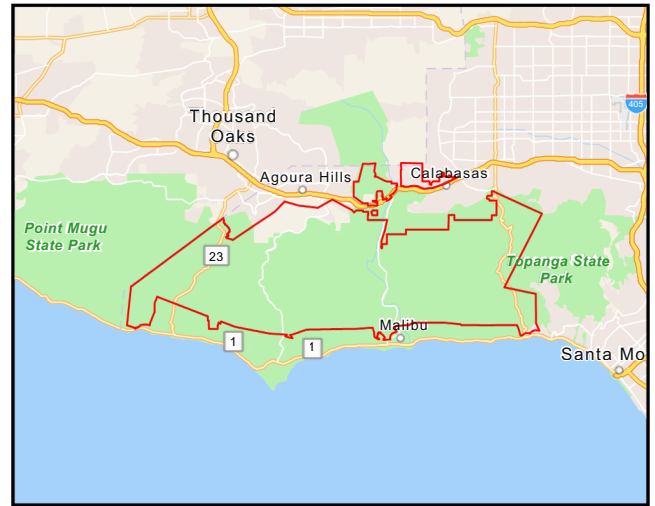 405
Thousand
Oaks
Agoura Hills
Calabasas
Point Mugu
State Park
23
Topanga State
Park
Malibu
1
1
Santa Mo